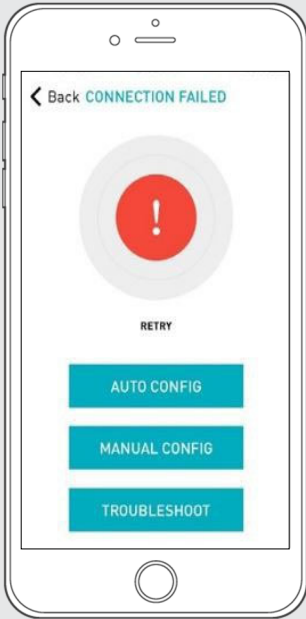 Back CONNECTION FAILED
!
RETRY
AUTO CONFIG
MANUAL CONFIG
TROUBLESHOOT